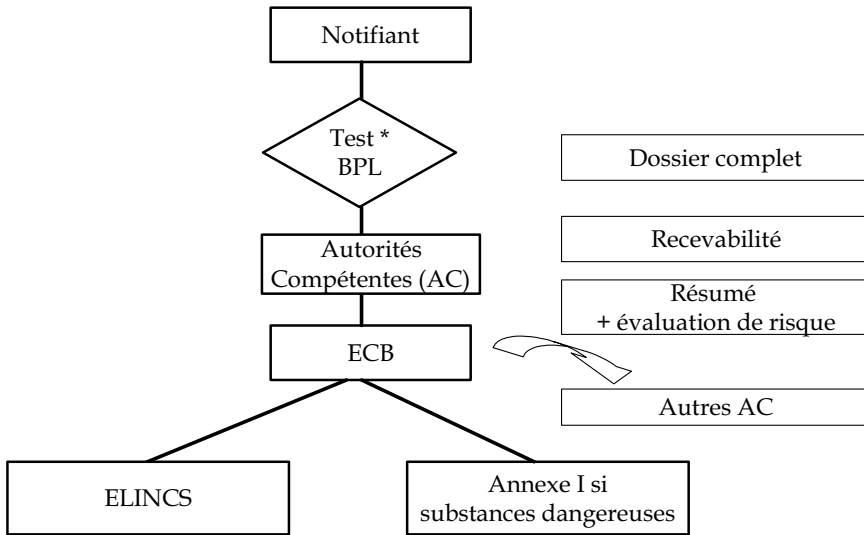 Notifiant
Test *
BPL
Dossier complet
Autorités
Compétentes (AC)
Recevabilité
Résumé
+ évaluation de risque
ECB
Autres AC
ELINCS
Annexe I si
substances dangereuses